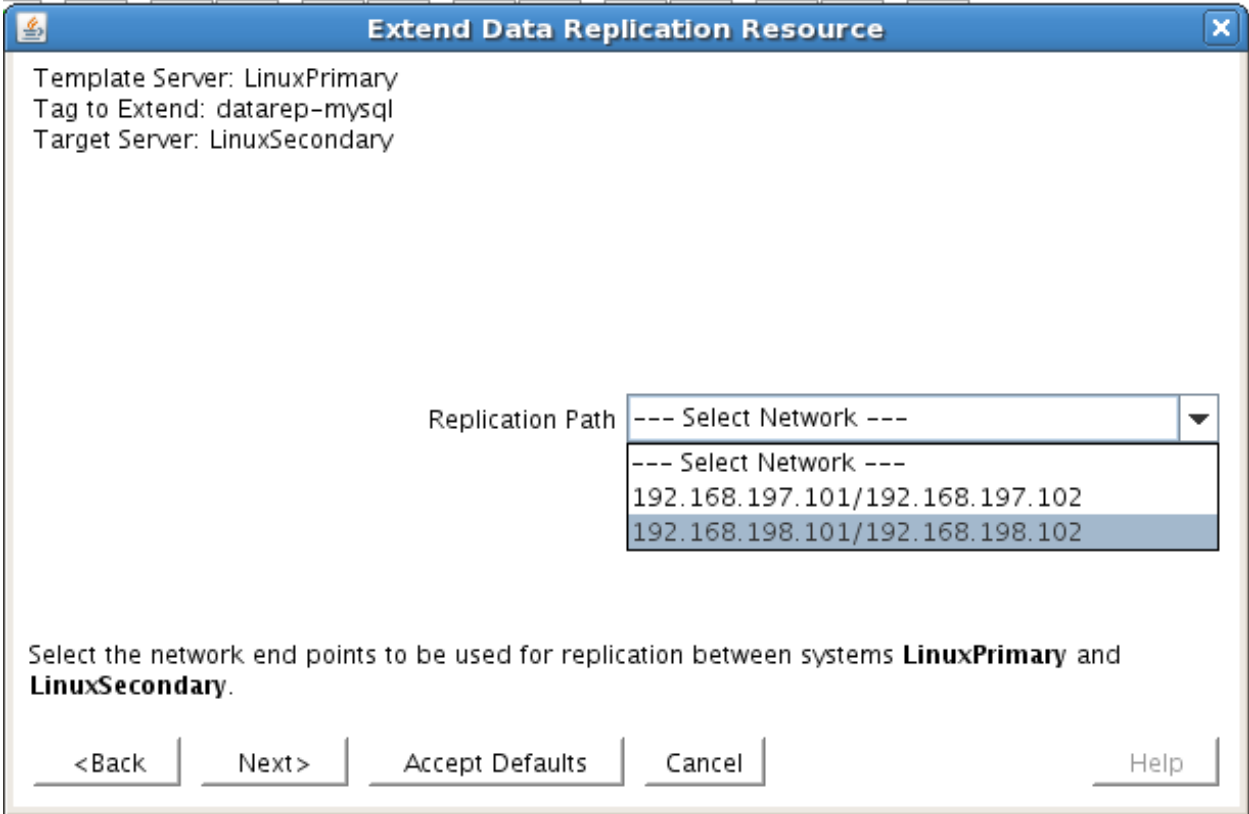 Extend Data Replication Resource
Template Server: LinuxPrimary
Tag to Extend: datarep-mysql
Target Server: LinuxSecondary
Replication Path --- Select Network ---
--- Select Network ---
192.168.197.101/192.168.197.102
192.168.198.101/192.168.198.102
Select the network end points to be used for replication between systems LinuxPrimary and
LinuxSecondary.
<Back Next> Accept Defaults Cancel Help